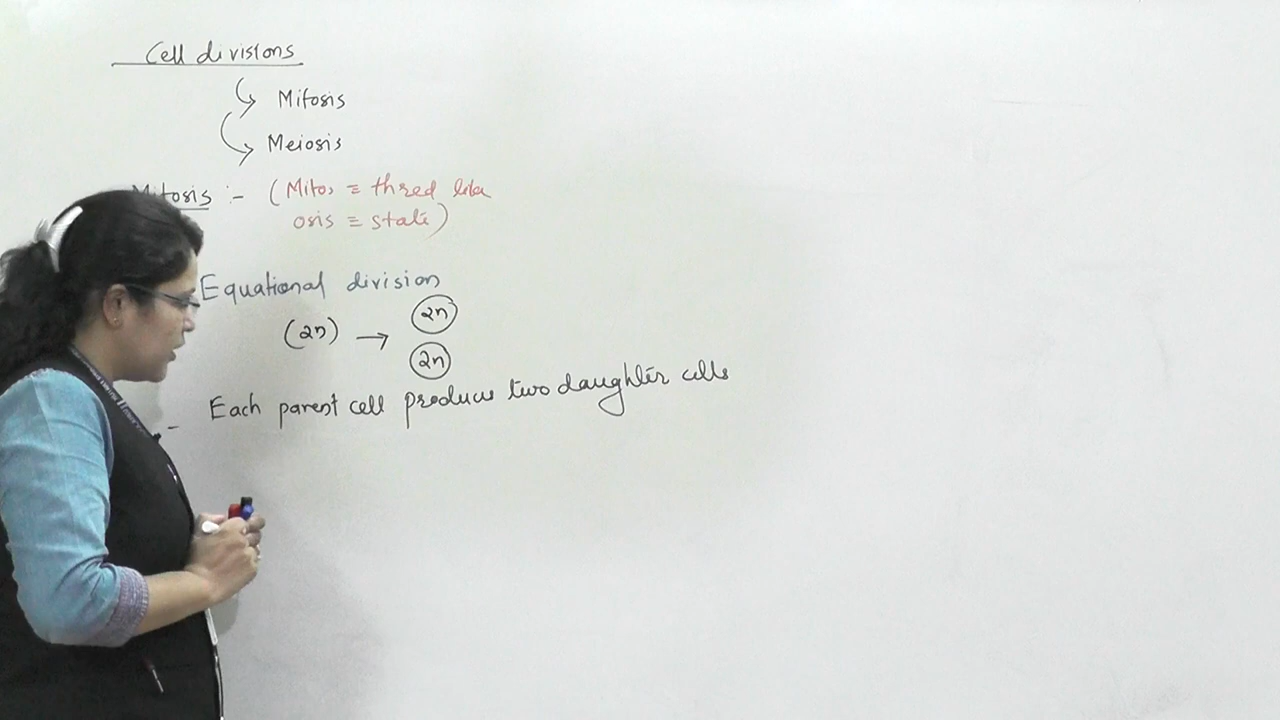 Cell divisions
Mitosis
Meiosis
Mitosis :- (Mitos ≡ thred like
osis ≡ state)
Equational division
(2n) → 2n
2n
- Each parent cell produces two daughter cells